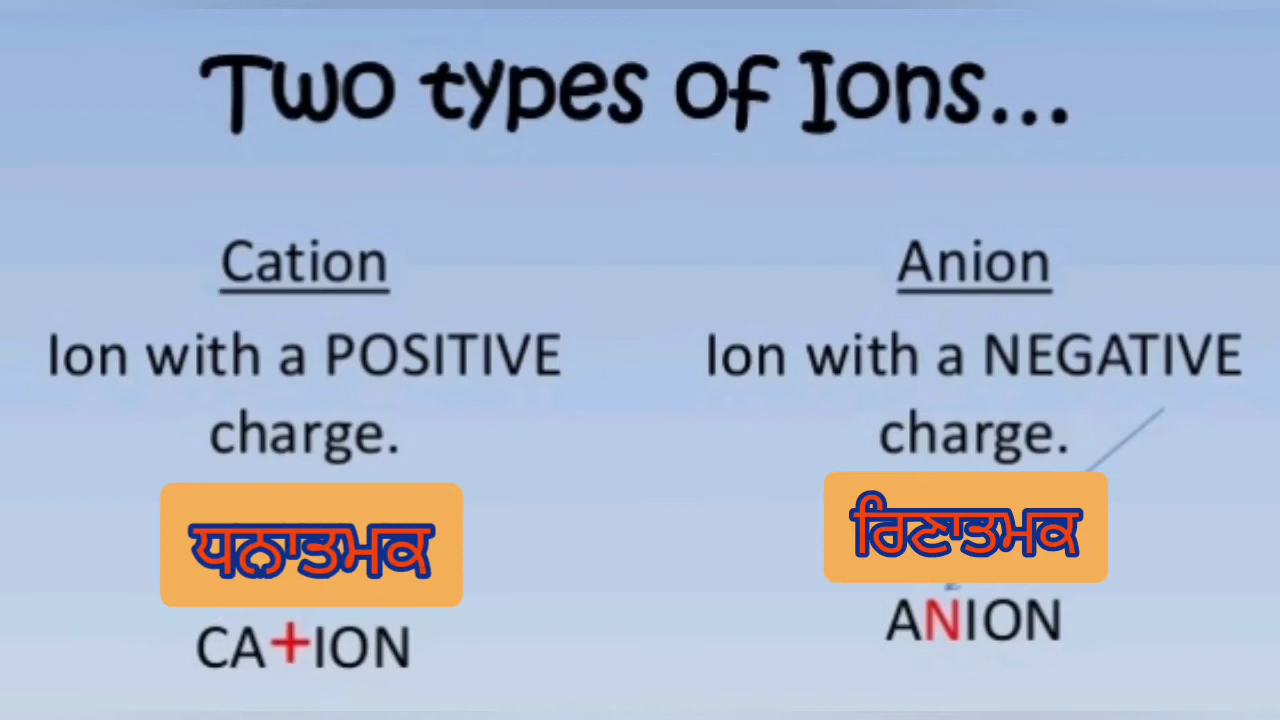 Two types of Ions...
Cation
Ion with a POSITIVE
charge.
ਧਨਾਤਮਕ
CA+ION
Anion
Ion with a NEGATIVE
charge.
ਰਿਣਾਤਮਕ
ANION